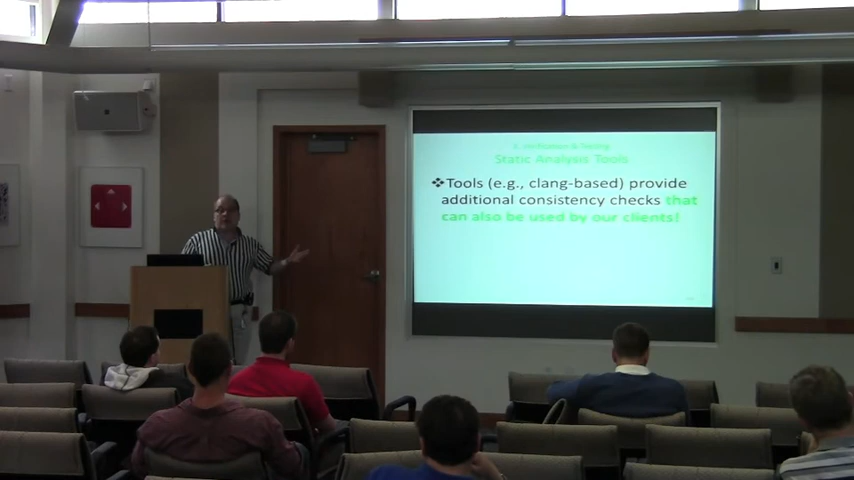 Static Analysis Tools
❖Tools (e.g., clang-based) provide
additional consistency checks that
can also be used by our clients!